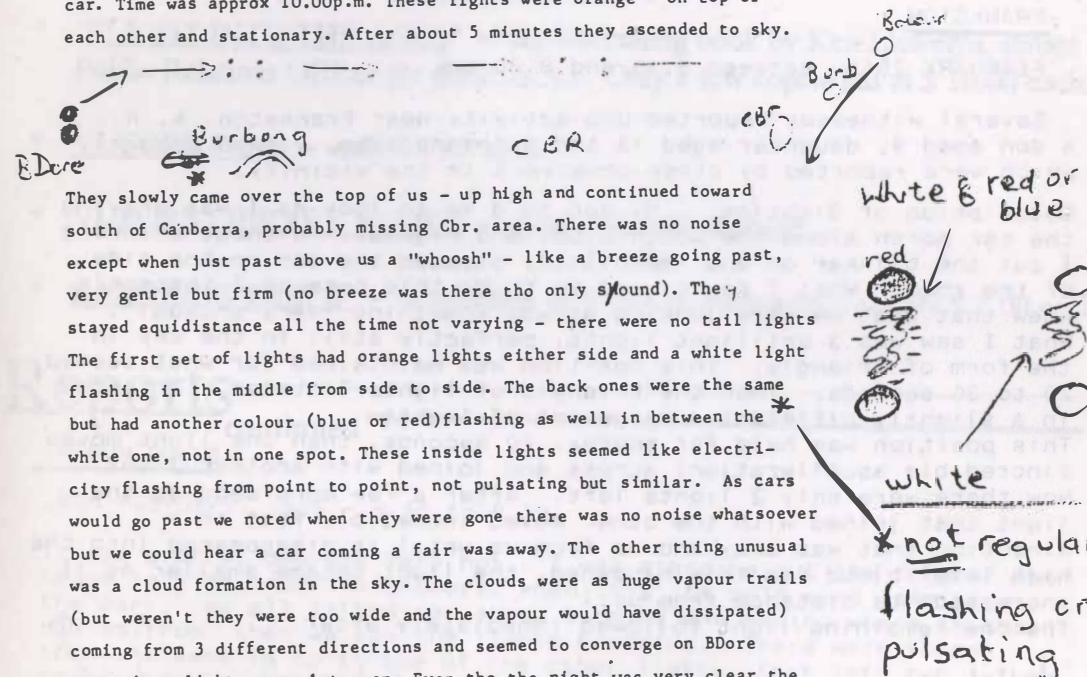 car. Time was approx 10.00p.m. These lights were orange - on top of
each other and stationary. After about 5 minutes they ascended to sky.
BDore
Burbong
CBR
cBr
Burb
They slowly came over the top of us - up high and continued toward
south of Canberra, probably missing Cbr. area. There was no noise
except when just past above us a "whoosh" - like a breeze going past,
very gentle but firm (no breeze was there the only sound). They
stayed equidistance all the time not varying - there were no tail lights
The first set of lights had orange lights either side and a white light
flashing in the middle from side to side. The back ones were the same
but had another colour (blue or red)flashing as well in between the *
white one, not in one spot. These inside lights seemed like electri-
city flashing from point to point, not pulsating but similar. As cars
would go past we noted when they were gone there was no noise whatsoever
but we could hear a car coming a fair was away. The other thing unusual
was a cloud formation in the sky. The clouds were as huge vapour trails
(but weren't they were too wide and the vapour would have dissipated)
coming from 3 different directions and seemed to converge on BDore
white & red or
blue
red
white
* not regular
flashing
pulsating